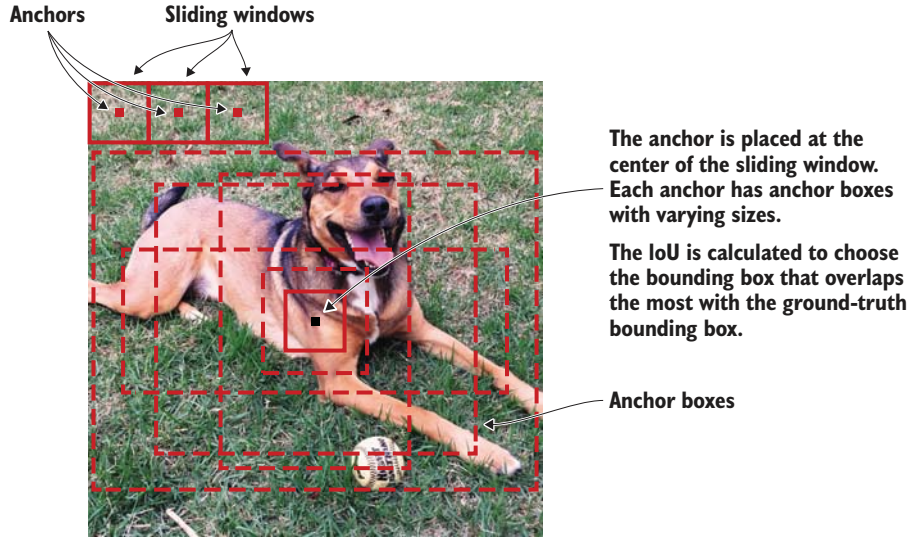 Anchors
Sliding windows
The anchor is placed at the
center of the sliding window.
Each anchor has anchor boxes
with varying sizes.
The IoU is calculated to choose
the bounding box that overlaps
the most with the ground-truth
bounding box.
Anchor boxes